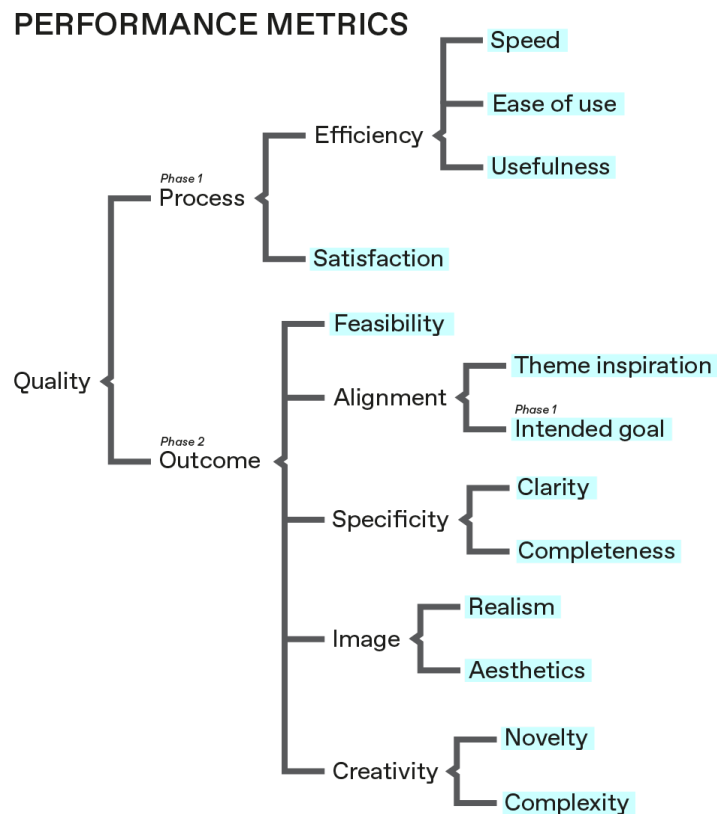 PERFORMANCE METRICS
Speed
Ease of use
Efficiency
Usefulness
Phase 1
Process
Satisfaction
Feasibility
Theme inspiration
Quality
Alignment
Phase 1
Intended goal
Phase 2
Outcome
Clarity
Specificity
Completeness
Realism
Image
Aesthetics
Novelty
Creativity
Complexity